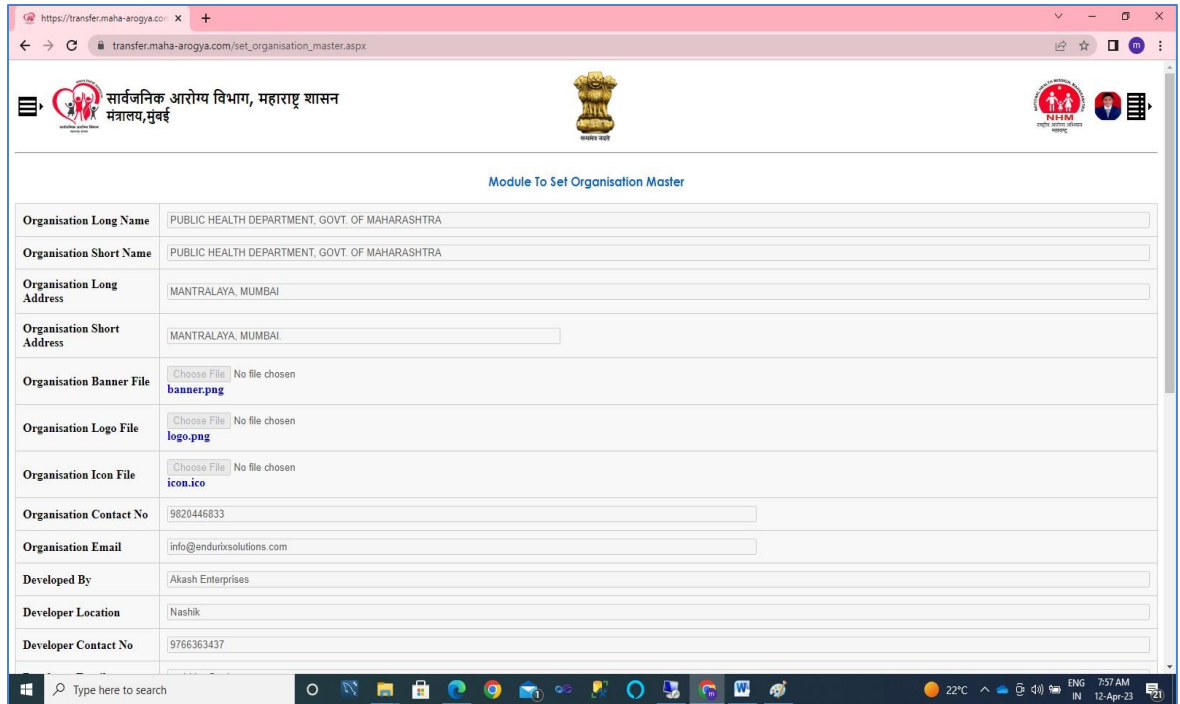 https://transfer.maha-arogya.con
transfer.maha-arogya.com/set_organisation_master.aspx
m
सार्वजनिक आरोग्य विभाग, महाराष्ट्र शासन
मंत्रालय,मुंबई
सत्यमेव जयते
NHM
Module To Set Organisation Master
Organisation Long Name PUBLIC HEALTH DEPARTMENT, GOVT. OF MAHARASHTRA
Organisation Short Name PUBLIC HEALTH DEPARTMENT, GOVT. OF MAHARASHTRA
Organisation Long
Address
MANTRALAYA, MUMBAI
Organisation Short
Address
MANTRALAYA, MUMBAI.
Organisation Banner File
Choose File No file chosen
banner.png
Organisation Logo File
Choose File No file chosen
logo.png
Organisation Icon File
Choose File No file chosen
icon.ico
Organisation Contact No 9820446833
Organisation Email info@endurixsolutions.com
Developed By Akash Enterprises
Developer Location Nashik
Developer Contact No 9766363437
Type here to search
22°C
ENG
IN
7:57 AM
12-Apr-23
21